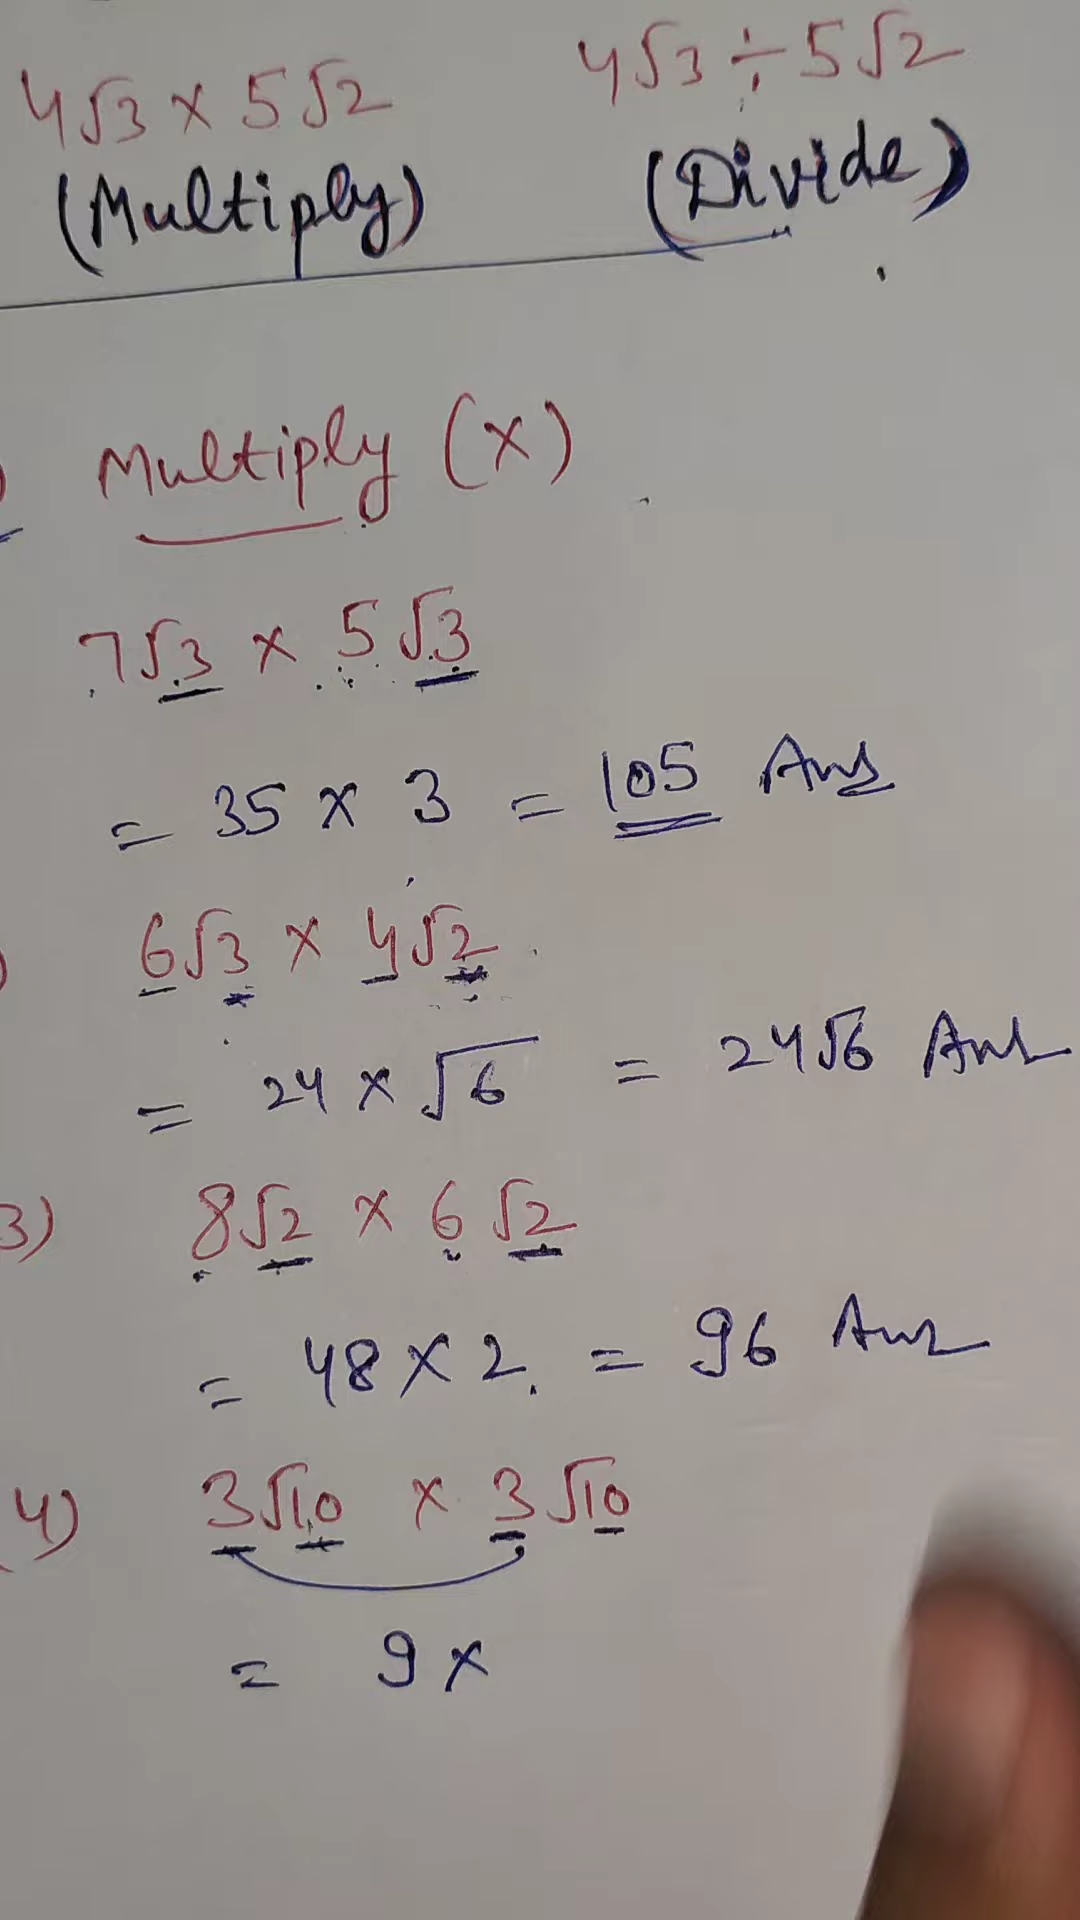 4√3 × 5√2 4√3 ÷ 5√2
(Multiply) (Divide)
Multiply (×)
7√3 × 5√3
= 35 × 3 = 105 Ans
6√3 × 4√2
= 24 × √6 = 24√6 Ans
3) 8√2 × 6√2
= 48 × 2 = 96 Ans
4) 3√10 × 3√10
= 9 ×